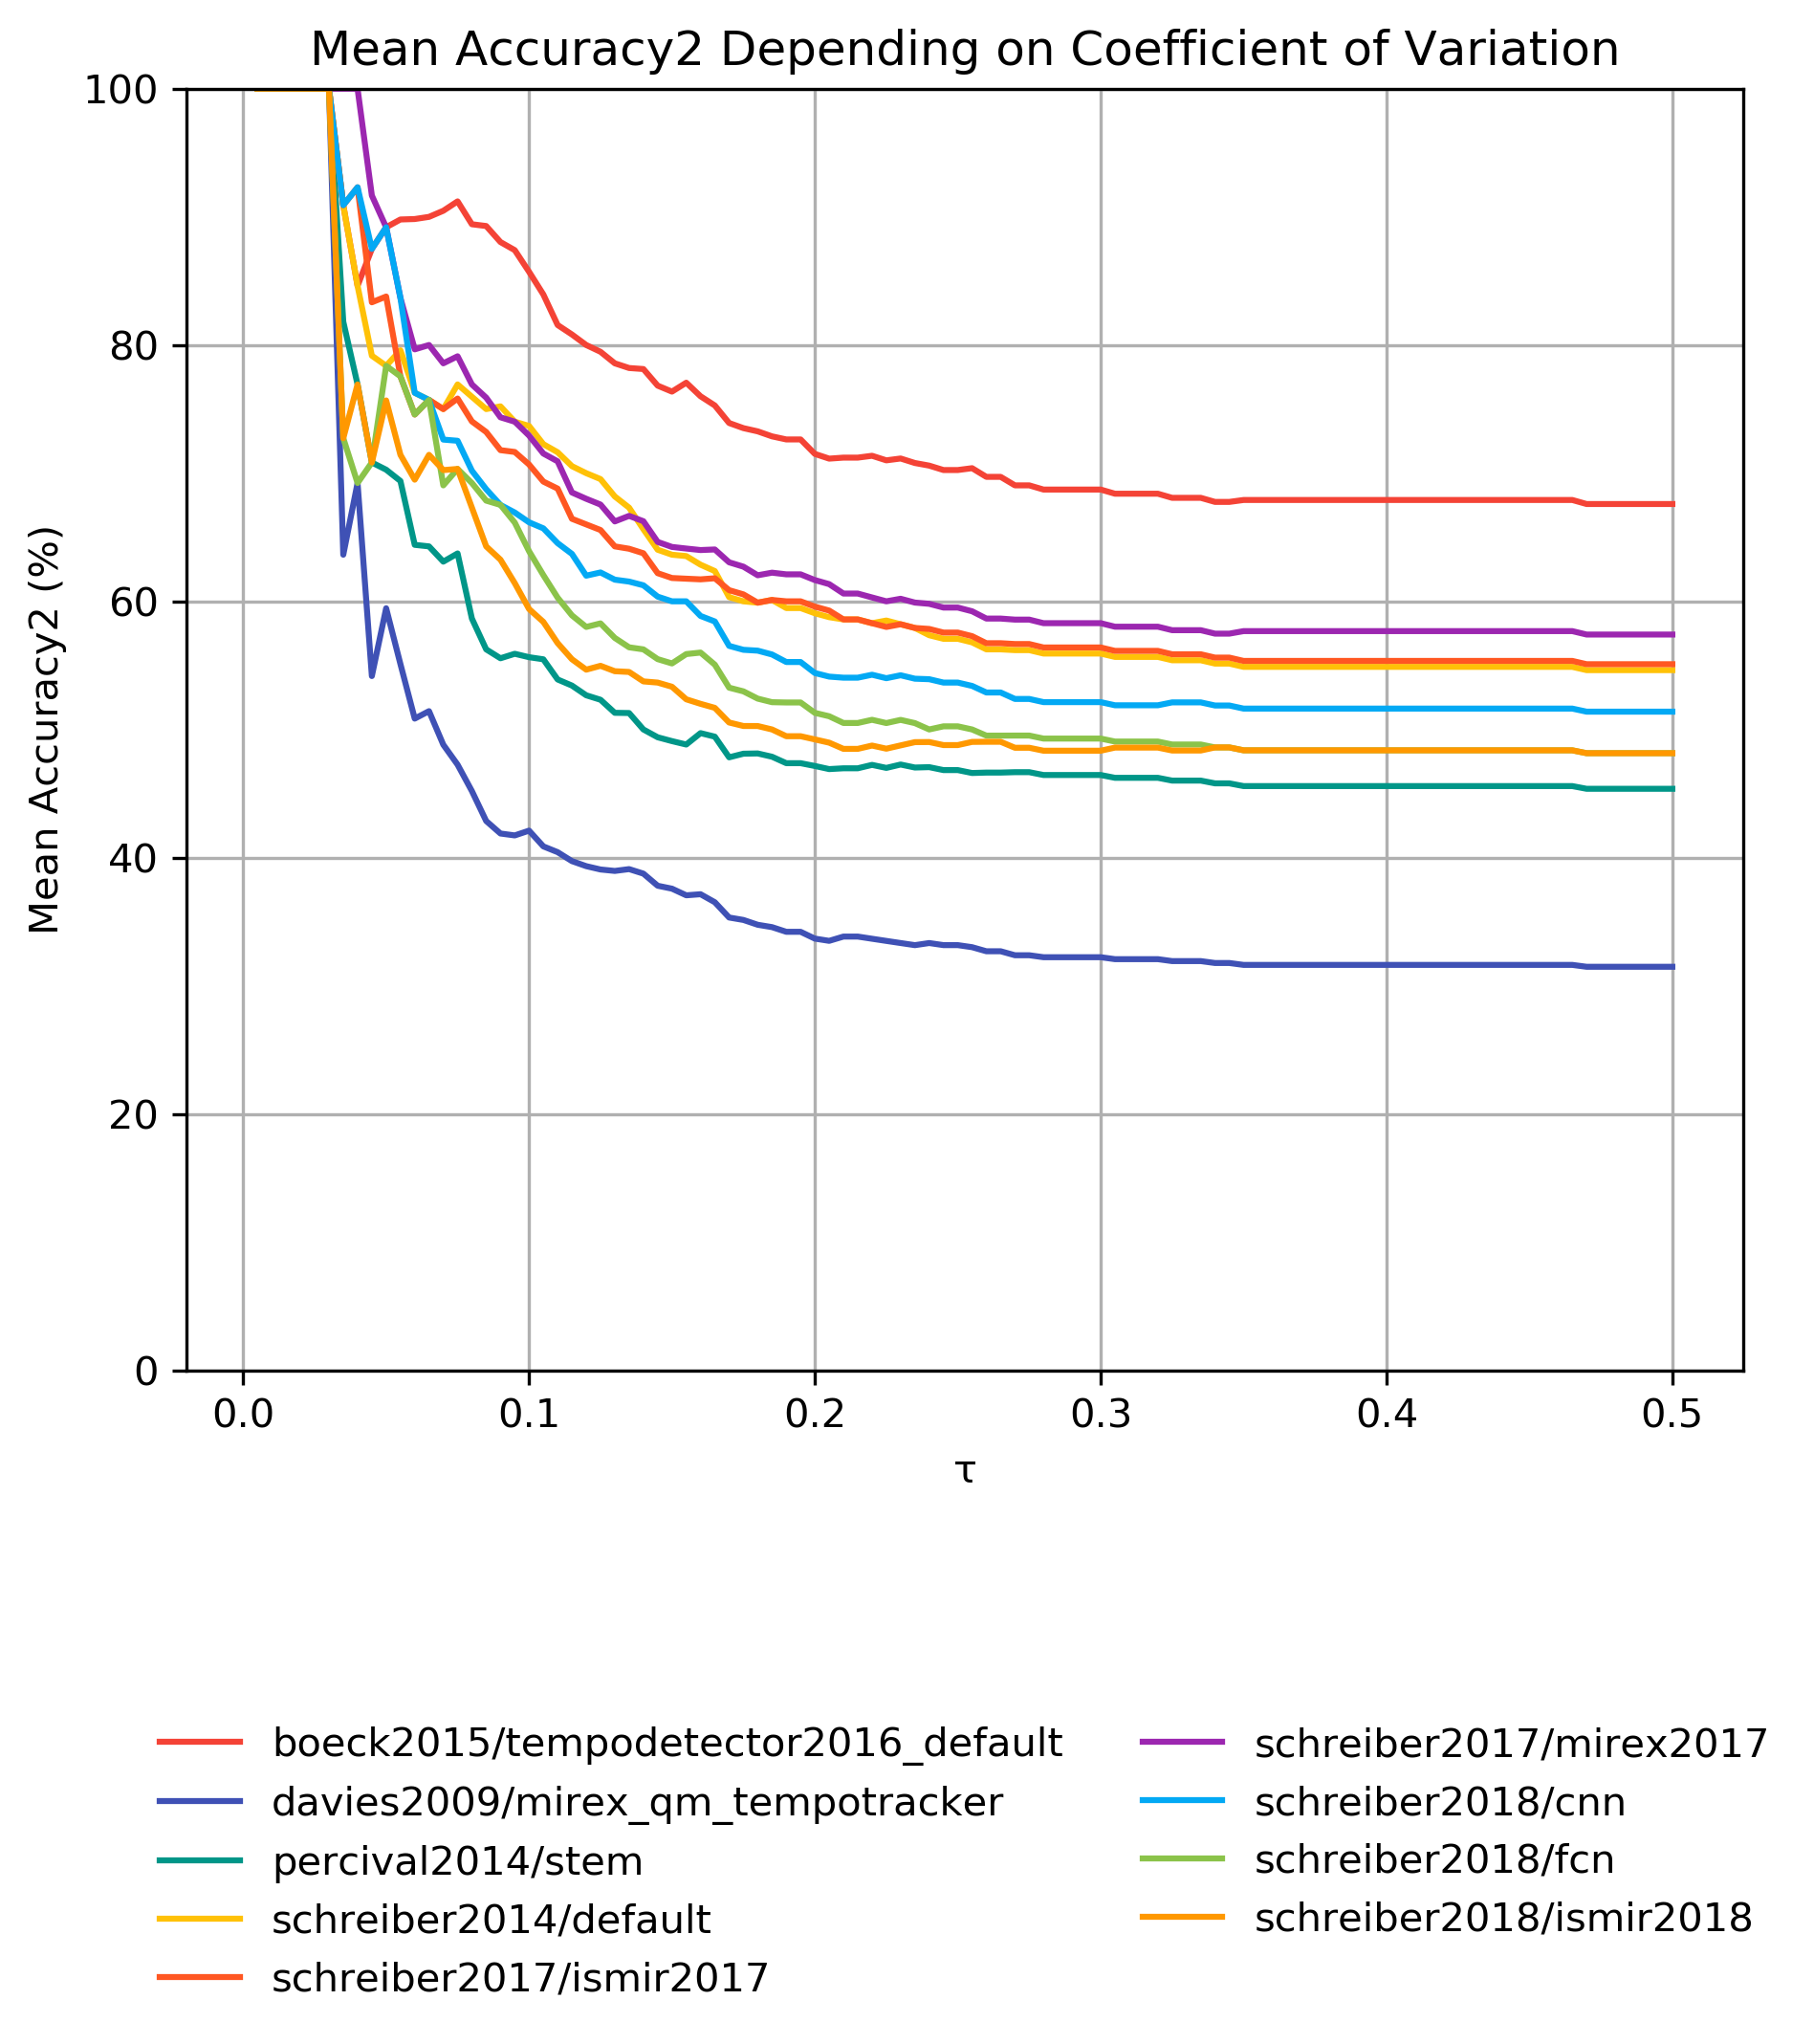 Mean Accuracy2 Depending on Coefficient of Variation
100
80
60
40
20
0
Mean Accuracy2 (%)
0.0 0.1 0.2 0.3 0.4 0.5
τ
boeck2015/tempodetector2016_default
davies2009/mirex_qm_tempotracker
percival2014/stem
schreiber2014/default
schreiber2017/ismir2017
schreiber2017/mirex2017
schreiber2018/cnn
schreiber2018/fcn
schreiber2018/ismir2018